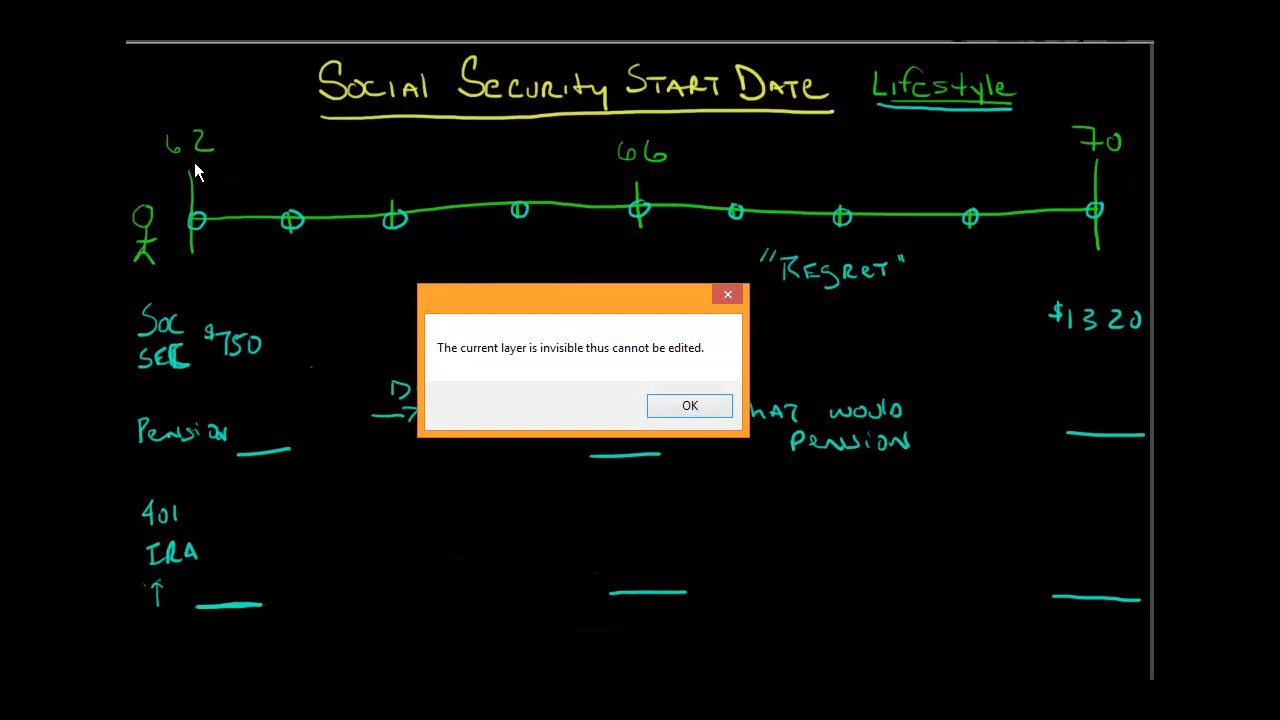 Social Security Start Date Lifestyle
62
66
70
"Regret"
Soc
Sec $750
$1320
The current layer is invisible thus cannot be edited.
OK
D
hat would
Pension
Pension
401
IRA